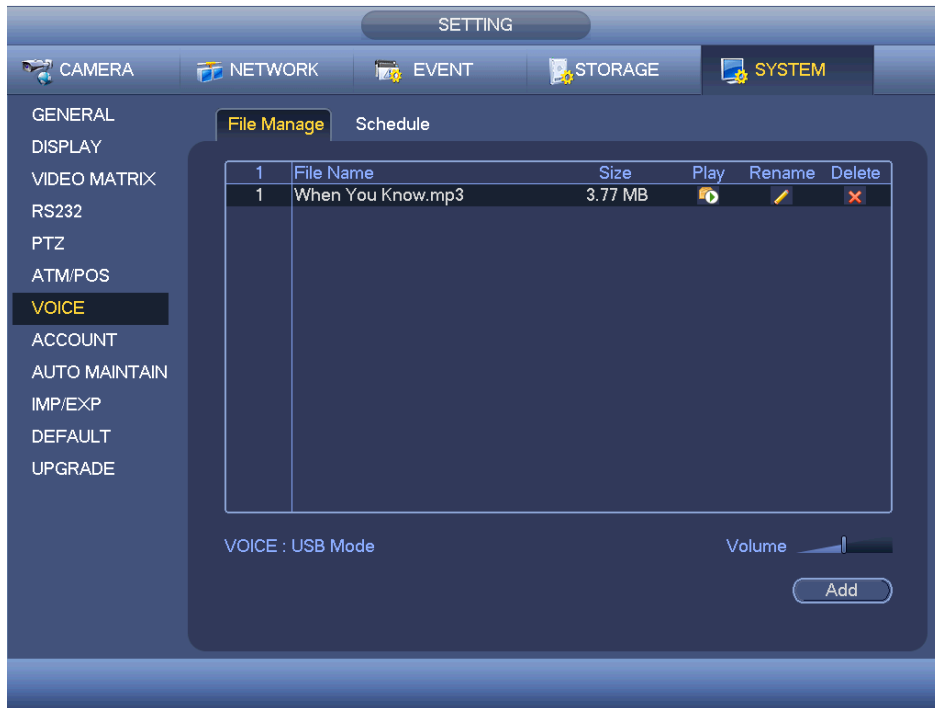 SETTING
CAMERA NETWORK EVENT STORAGE SYSTEM
GENERAL
DISPLAY
VIDEO MATRIX
RS232
PTZ
ATM/POS
VOICE
ACCOUNT
AUTO MAINTAIN
IMP/EXP
DEFAULT
UPGRADE
File Manage Schedule
1 File Name Size Play Rename Delete
1 When You Know.mp3 3.77 MB
VOICE : USB Mode Volume
Add